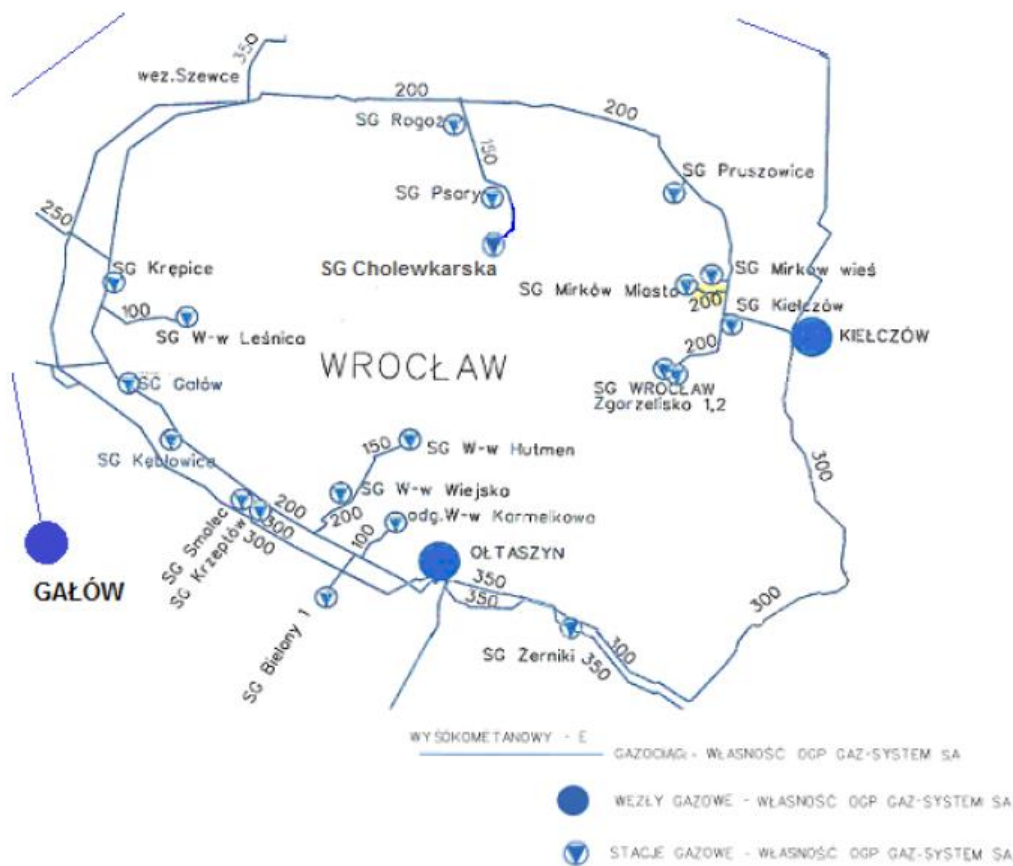 350
węz.Szewce
200
200
SG Rogoż
150
SG Pruszowice
SG Psary
250
SG Krępice
SG Cholewkarska
SG Mirków wieś
SG Mirków Miasto
200
SG Kiełczów
100
SG W-w Leśnica
KIEŁCZÓW
WROCŁAW
200
SG Gałów
SG WROCŁAW
Zgorzelisko 1,2
SG Kębłowice
150
SG W-w Hutmen
300
SG W-w Wiejska
200
200
odg.W-w Karmelkowa
SG Smolec
300
SG Krzeptów
300
100
OŁTASZYN
GAŁÓW
350
350
300
SG Bielany 1
SG Żerniki
300
350
WYSOKOMETANOWY - E
GAZOCIĄGI - WŁASNOŚĆ OGP GAZ-SYSTEM SA
WĘZŁY GAZOWE - WŁASNOŚĆ OGP GAZ-SYSTEM SA
STACJE GAZOWE - WŁASNOŚĆ OGP GAZ-SYSTEM SA